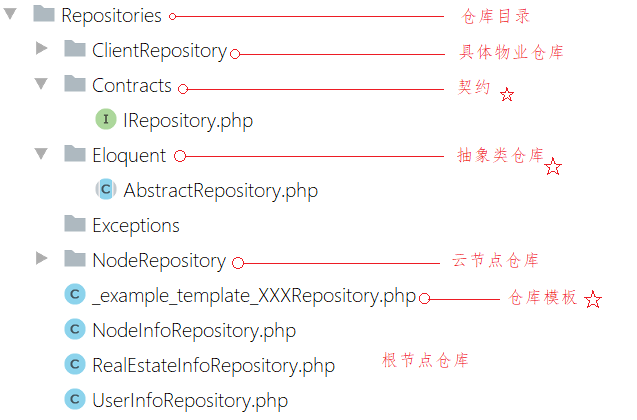 Repositories 仓库目录
ClientRepository 具体物业仓库
Contracts 契约
I IRepository.php
Eloquent 抽象类仓库
C AbstractRepository.php
Exceptions
NodeRepository 云节点仓库
C _example_template_XXXRepository.php 仓库模板
C NodeInfoRepository.php
C RealEstateInfoRepository.php 根节点仓库
C UserInfoRepository.php